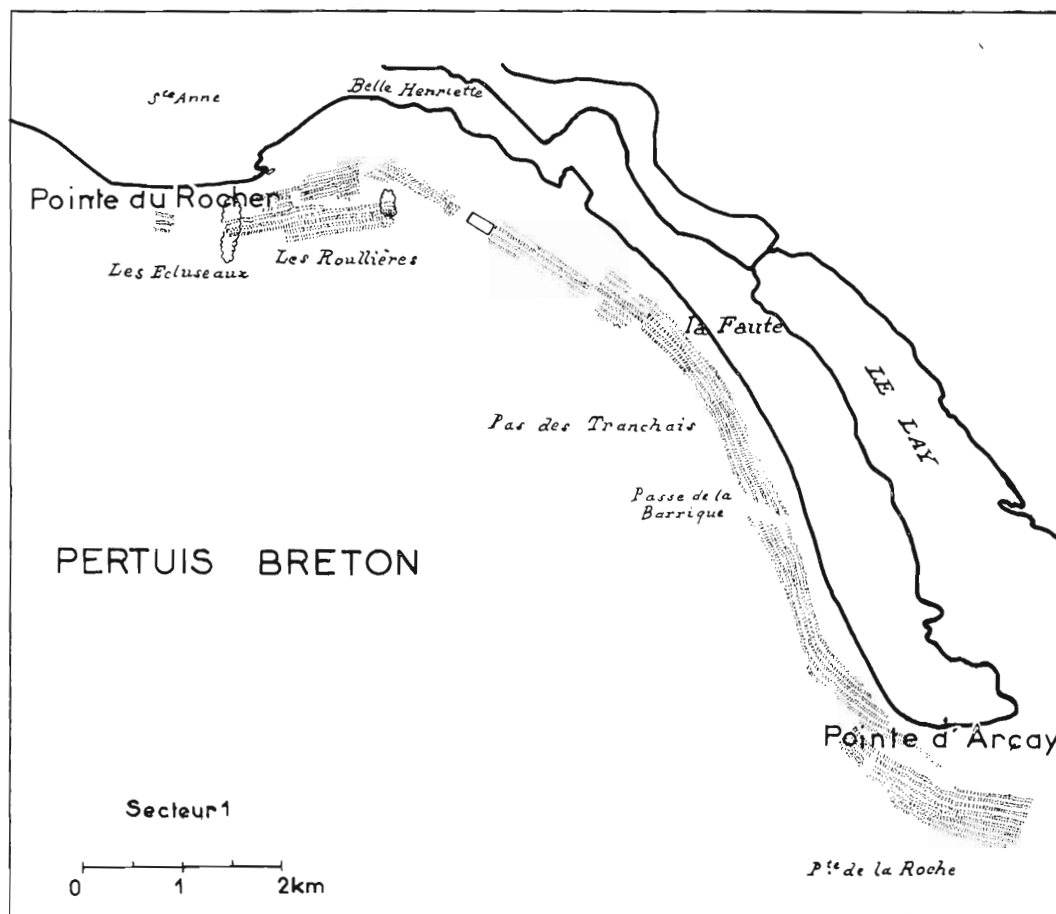 Belle Henriette
Ste Anne
Pointe du Rocher
Les Ecluseaux
Les Roullières
la Faute
LE LAY
Pas des Tranchais
Passe de la
Barrique
PERTUIS BRETON
Pointe d'Arçay
Secteur 1
0 1 2km
Pte de la Roche